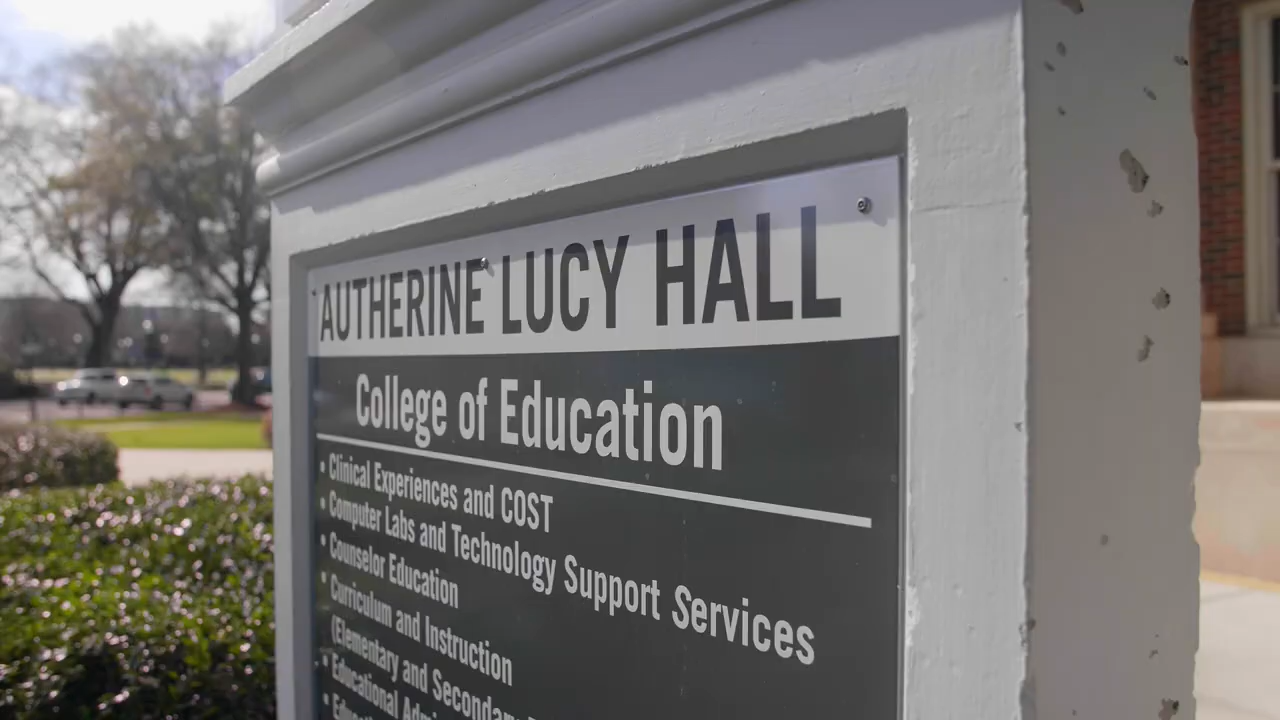 AUTHERINE LUCY HALL
College of Education
• Clinical Experiences and COST
• Computer Labs and Technology Support Services
• Counselor Education
• Curriculum and Instruction
(Elementary and Secondary
• Educational